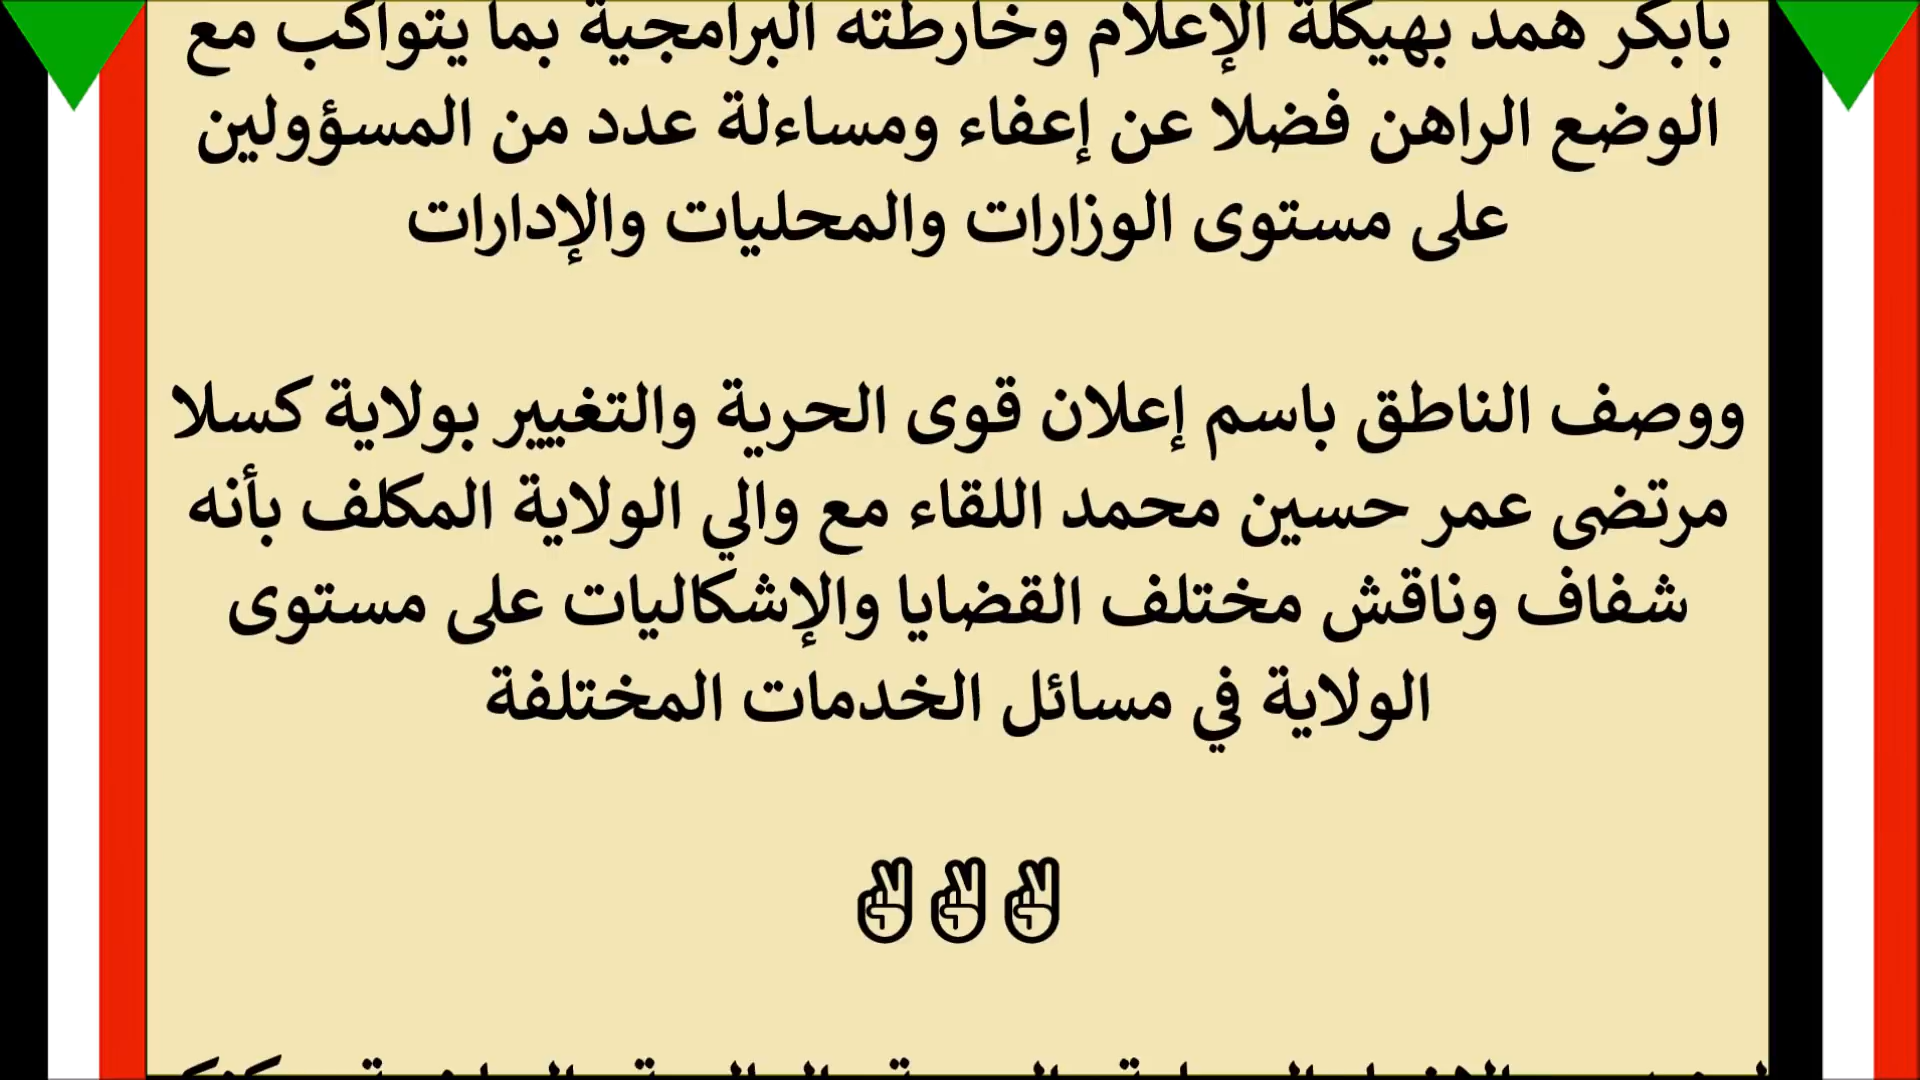 بابكر همد بهيكلة الإعلام وخارطته البرامجية بما يتواكب مع
الوضع الراهن فضلا عن إعفاء ومساءلة عدد من المسؤولين
على مستوى الوزارات والمحليات والإدارات
ووصف الناطق باسم إعلان قوى الحرية والتغيير بولاية كسلا
مرتضى عمر حسين محمد اللقاء مع والي الولاية المكلف بأنه
شفاف وناقش مختلف القضايا والإشكاليات على مستوى
الولاية في مسائل الخدمات المختلفة
✌✌✌